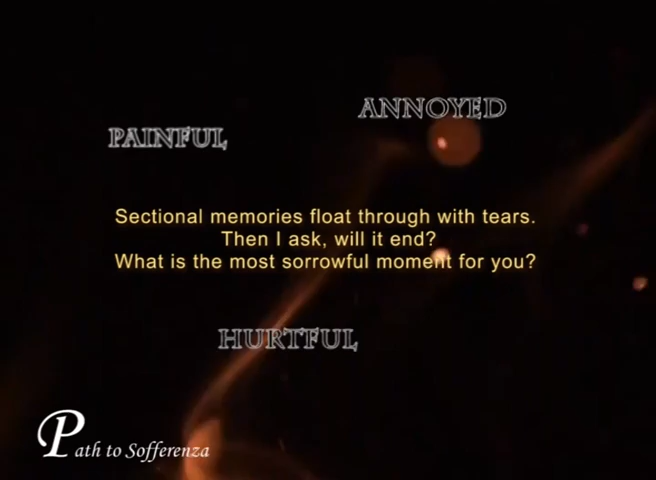 ANNOYED
PAINFUL
Sectional memories float through with tears.
Then I ask, will it end?
What is the most sorrowful moment for you?
HURTFUL
Path to Sofferenza